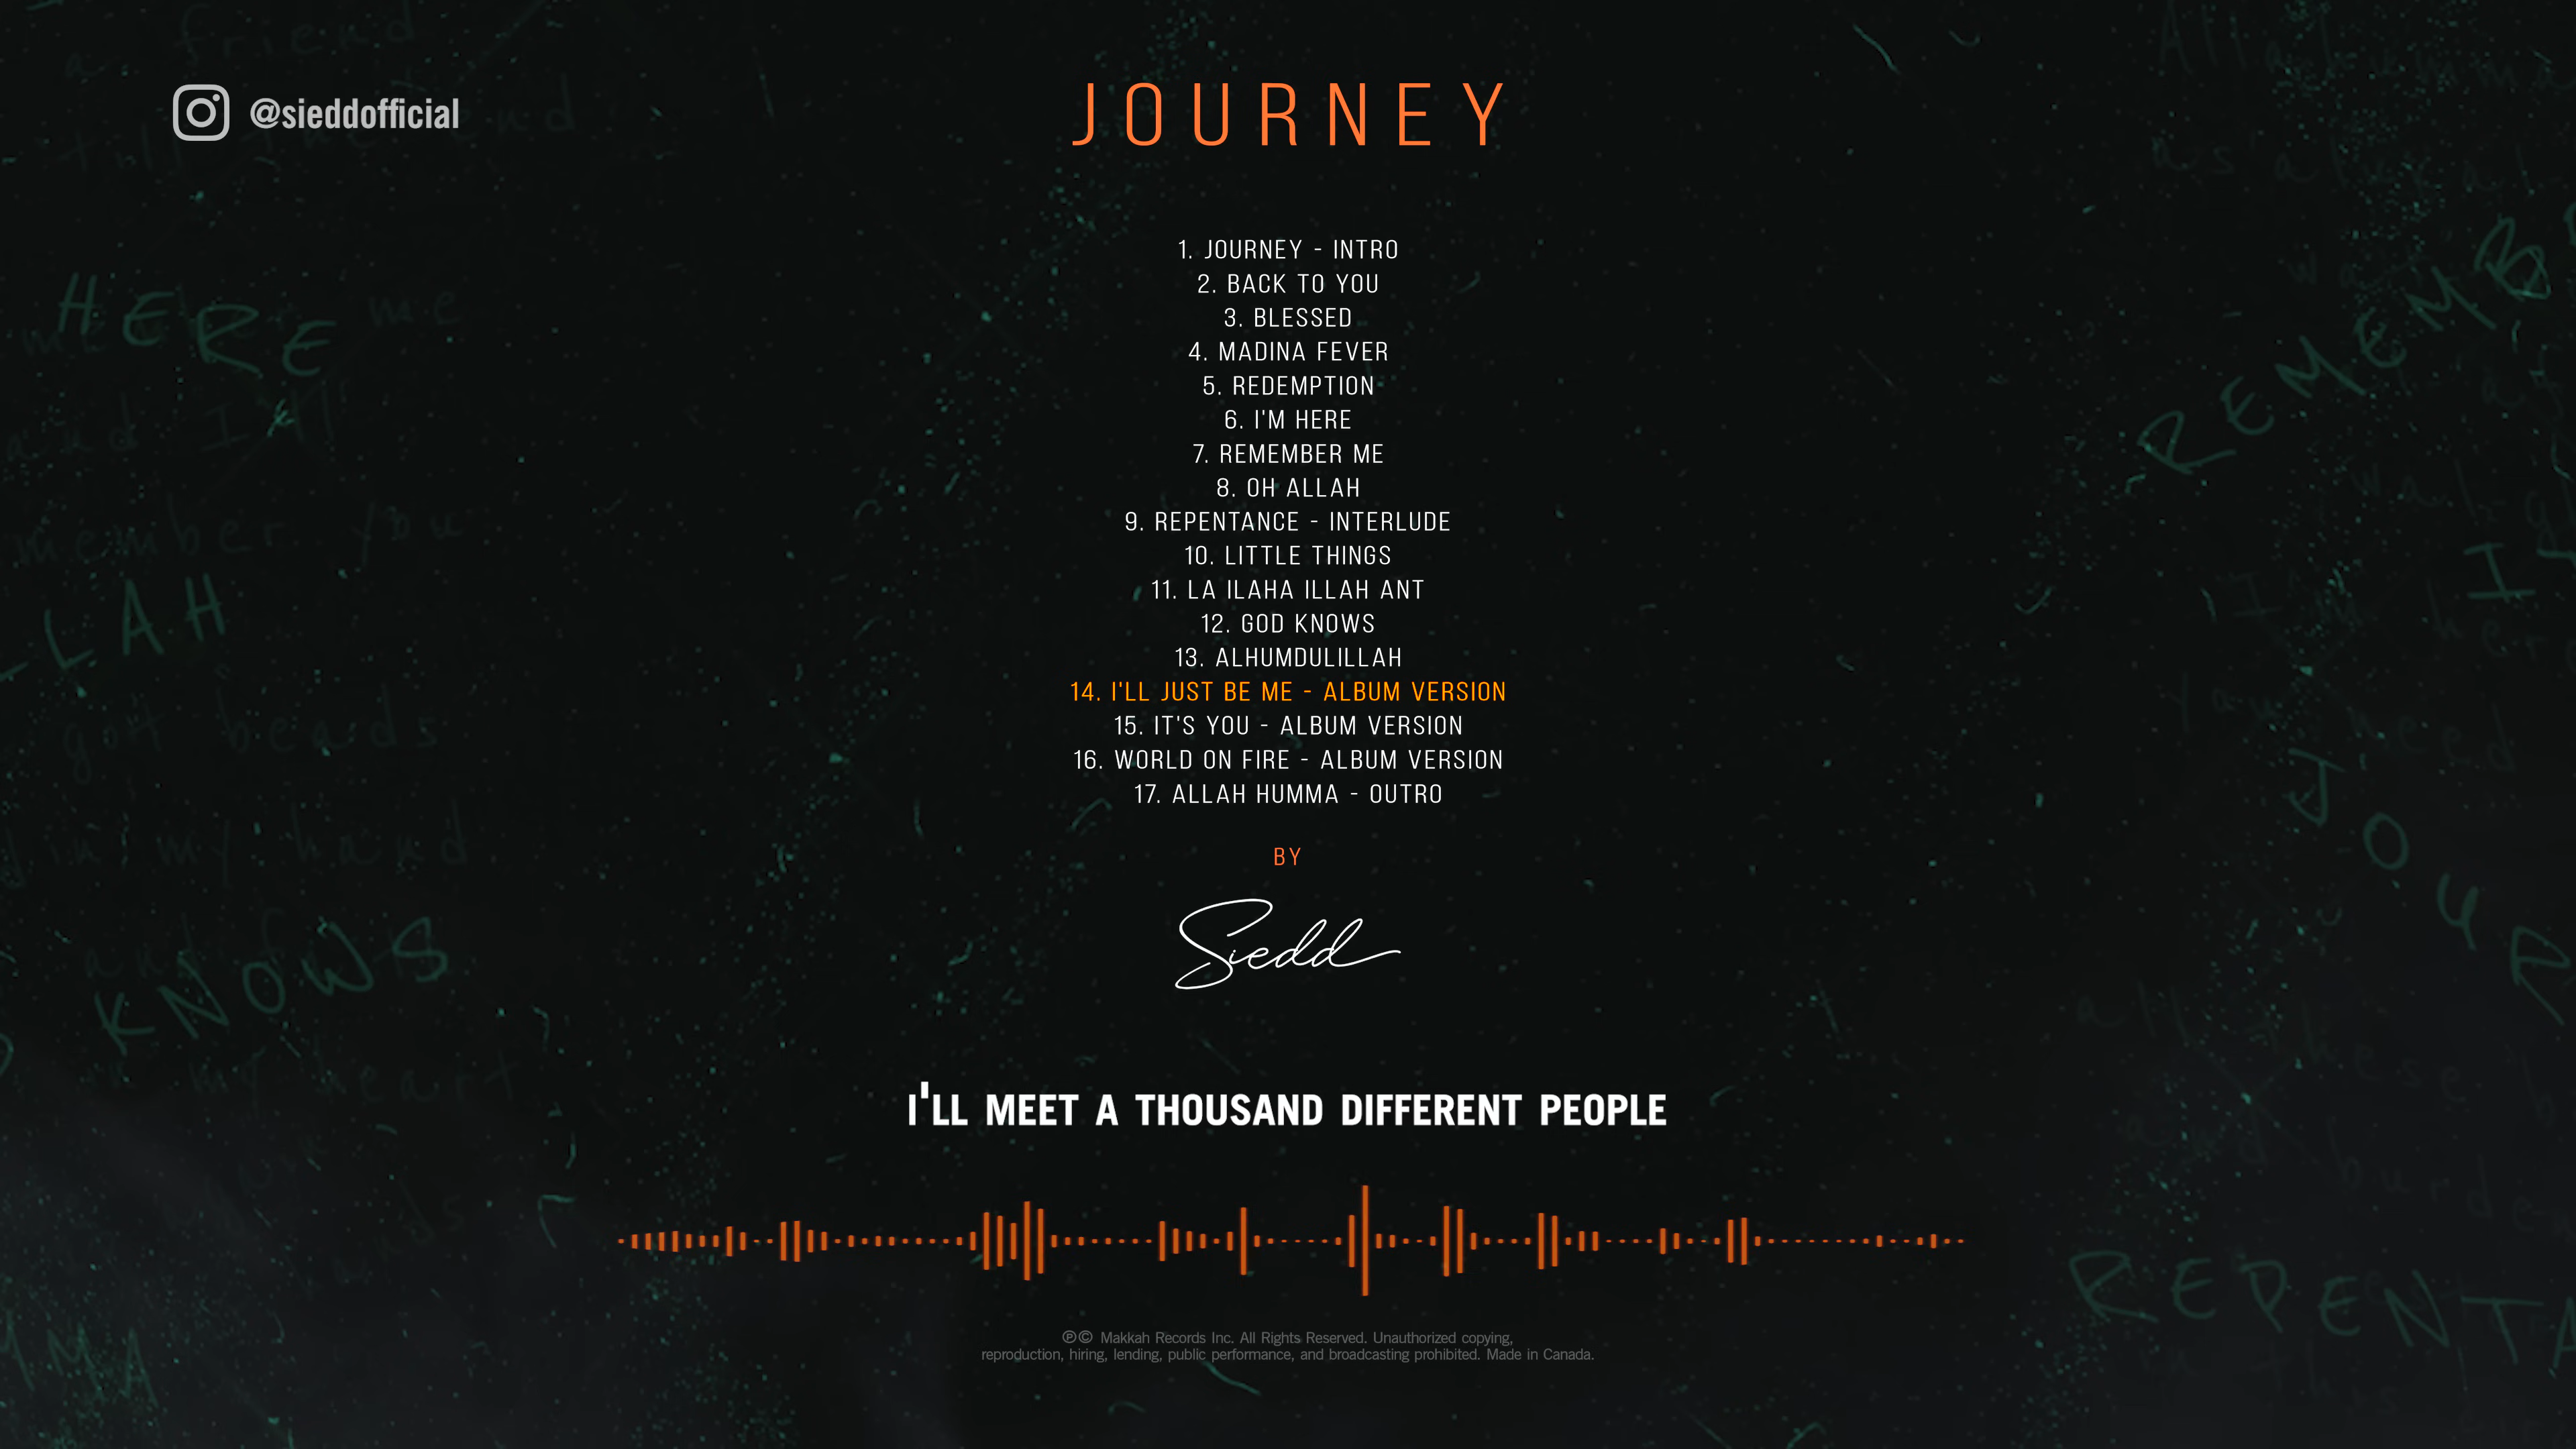 @sieddofficial
JOURNEY
1. JOURNEY - INTRO
2. BACK TO YOU
3. BLESSED
4. MADINA FEVER
5. REDEMPTION
6. I'M HERE
7. REMEMBER ME
8. OH ALLAH
9. REPENTANCE - INTERLUDE
10. LITTLE THINGS
11. LA ILAHA ILLAH ANT
12. GOD KNOWS
13. ALHUMDULILLAH
14. I'LL JUST BE ME - ALBUM VERSION
15. IT'S YOU - ALBUM VERSION
16. WORLD ON FIRE - ALBUM VERSION
17. ALLAH HUMMA - OUTRO
BY
Siedd
I'LL MEET A THOUSAND DIFFERENT PEOPLE
℗© Makkah Records Inc. All Rights Reserved. Unauthorized copying,
reproduction, hiring, lending, public performance, and broadcasting prohibited. Made in Canada.
HERE
KNOWS